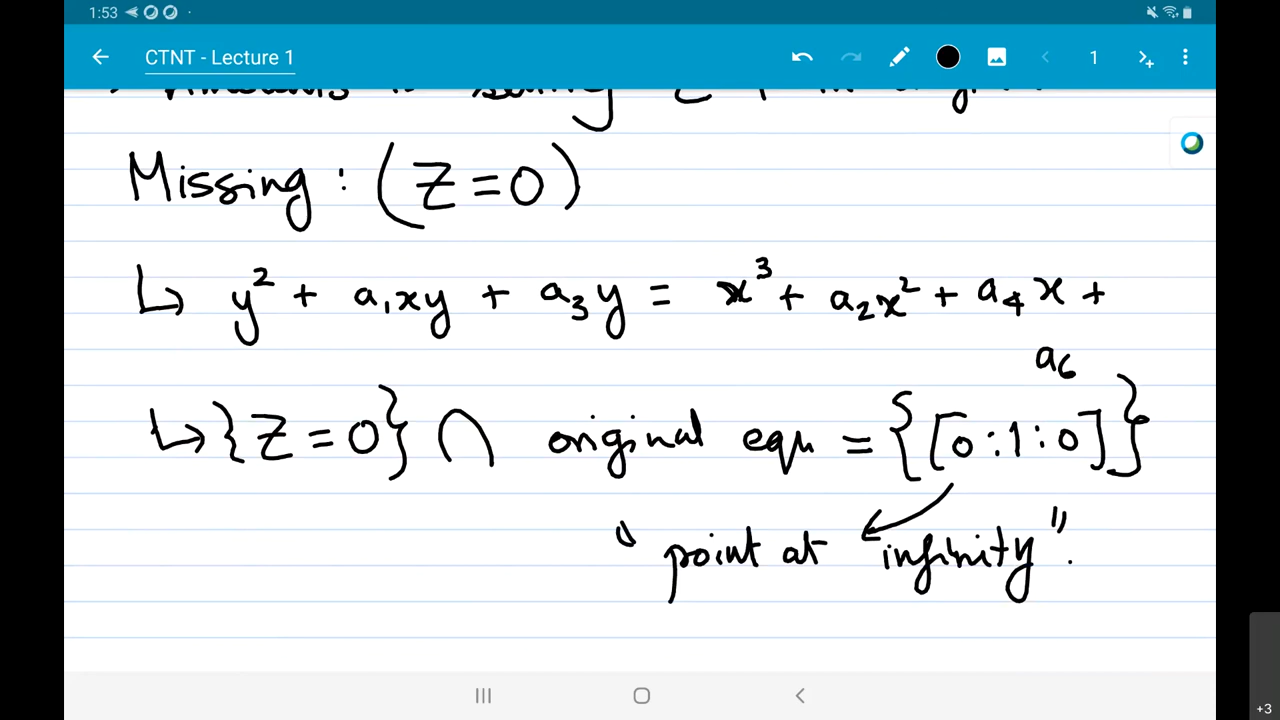 1:53
CTNT - Lecture 1
1
Missing : (Z = 0)
↳ y² + a₁xy + a₃y = x³ + a₂x² + a₄x +
a₆
↳ {Z = 0} ∩ original equ = {[0:1:0]}
"point at infinity".
+3